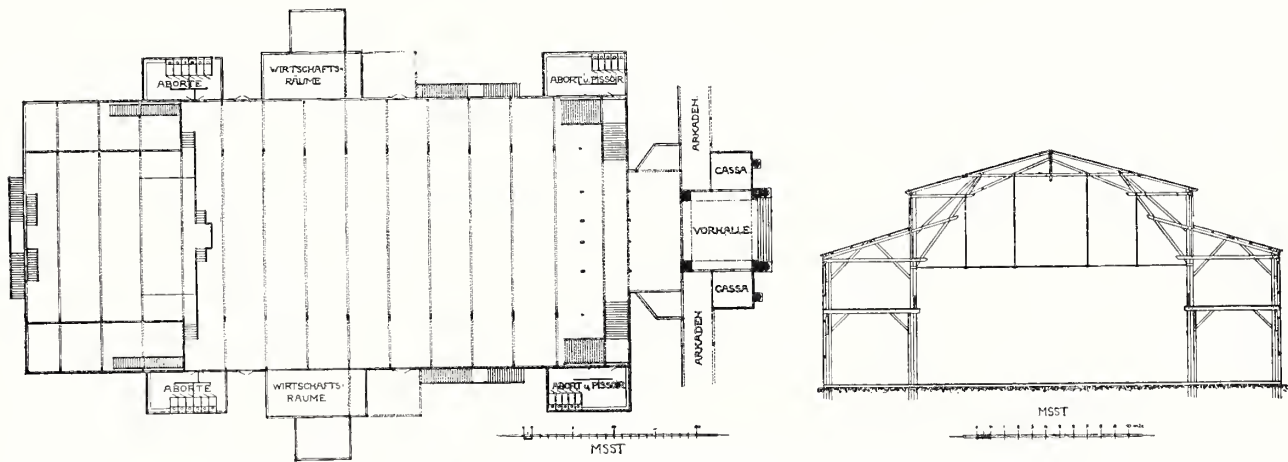 ABORTE
WIRTSCHAFTS-
RÄUME
ABORT U. PISSOIR
ARKADEN.
CASSA
VORHALLE
CASSA
ARKADEN
ABORTE
WIRTSCHAFTS-
RÄUME
ABORT U. PISSOIR
MSST
MSST